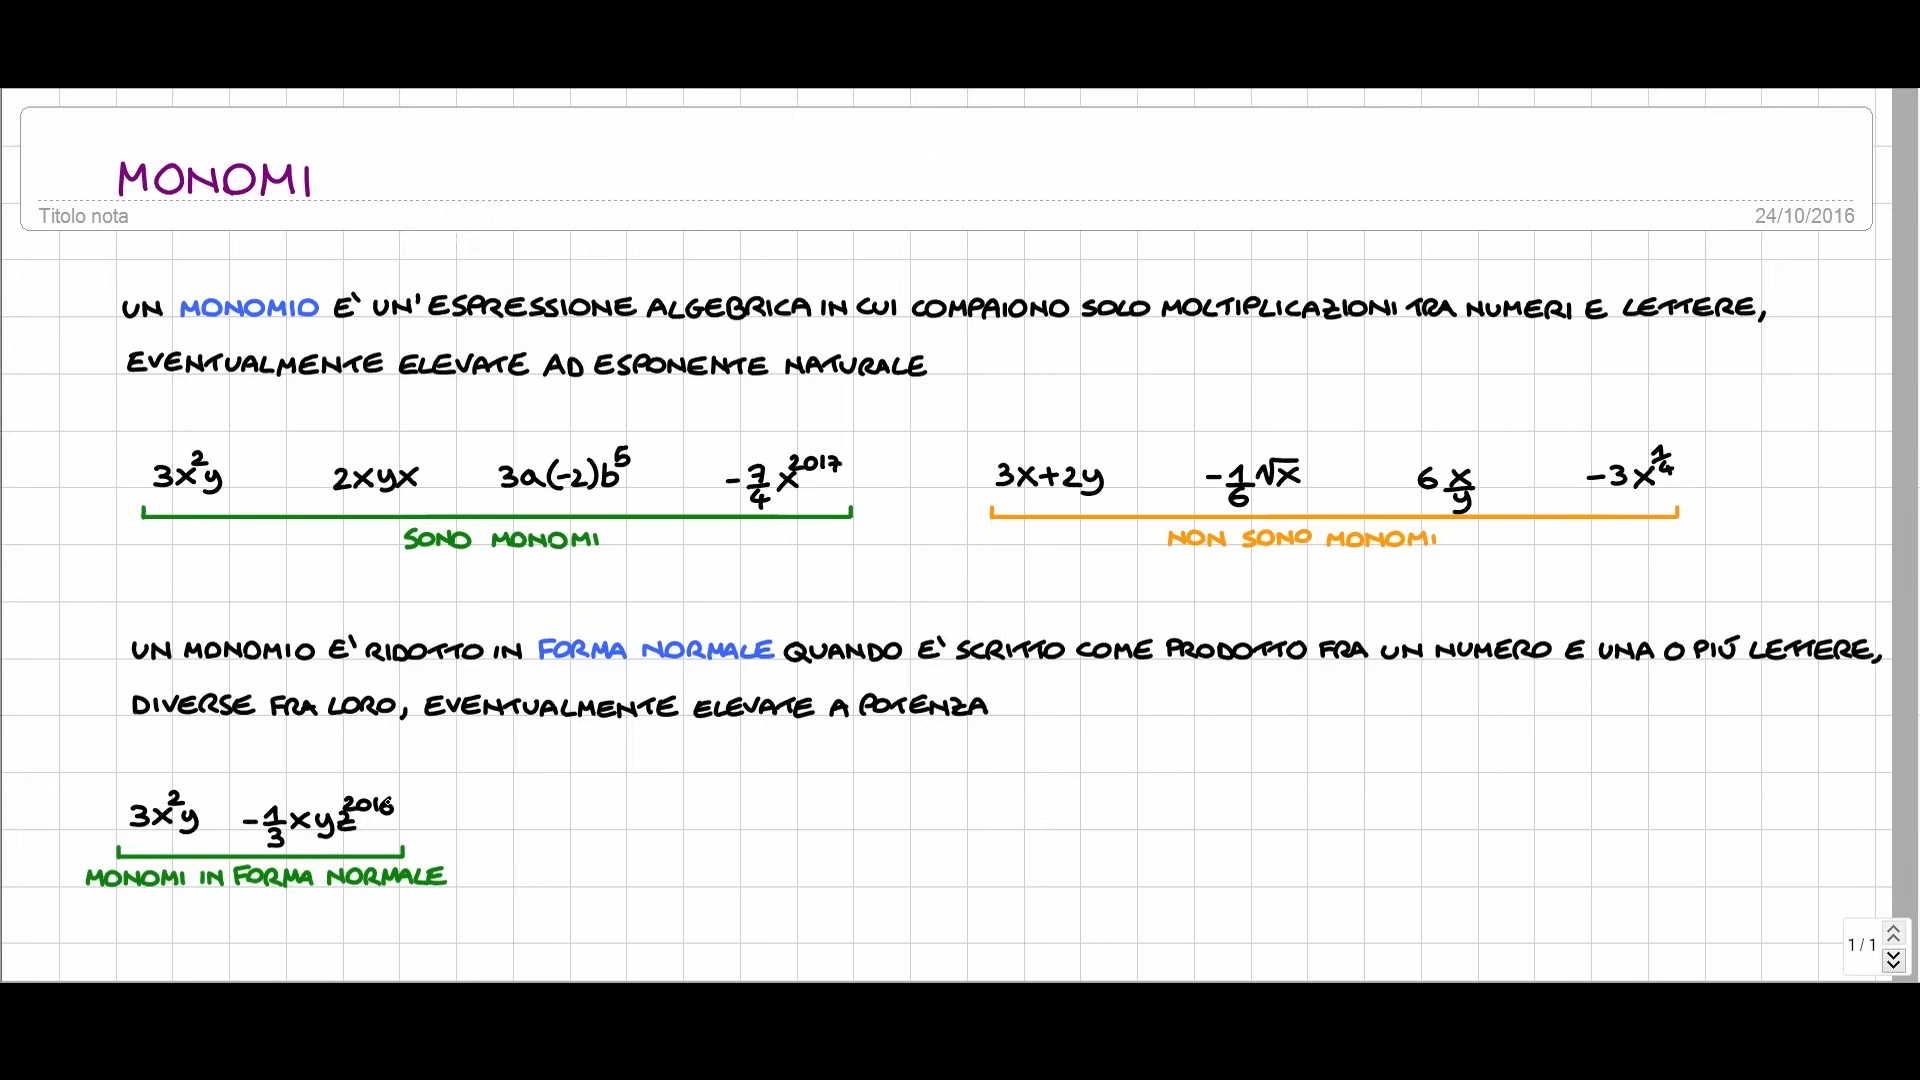 MONOMI
Titolo nota 24/10/2016
UN MONOMIO E' UN'ESPRESSIONE ALGEBRICA IN CUI COMPAIONO SOLO MOLTIPLICAZIONI TRA NUMERI E LETTERE,
EVENTUALMENTE ELEVATE AD ESPONENTE NATURALE
3x²y 2xyx 3a(-2)b⁵ -7/4 x²⁰¹⁷ 3x+2y -1/6 √x 6 x/y -3x^1/4
SONO MONOMI NON SONO MONOMI
UN MONOMIO E' RIDOTTO IN FORMA NORMALE QUANDO E' SCRITTO COME PRODOTTO FRA UN NUMERO E UNA O PIÚ LETTERE,
DIVERSE FRA LORO, EVENTUALMENTE ELEVATE A POTENZA
3x²y -1/3 xyz²⁰¹⁶
MONOMI IN FORMA NORMALE
1 / 1